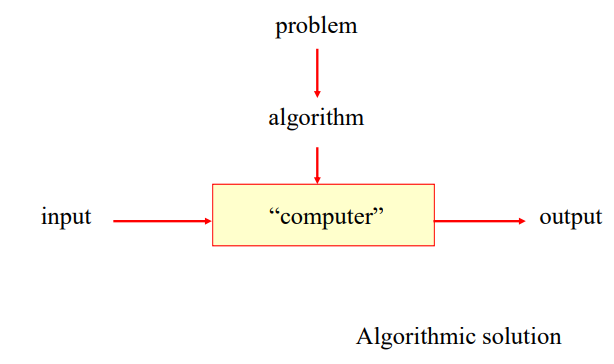 problem
algorithm
input
“computer”
output
Algorithmic solution